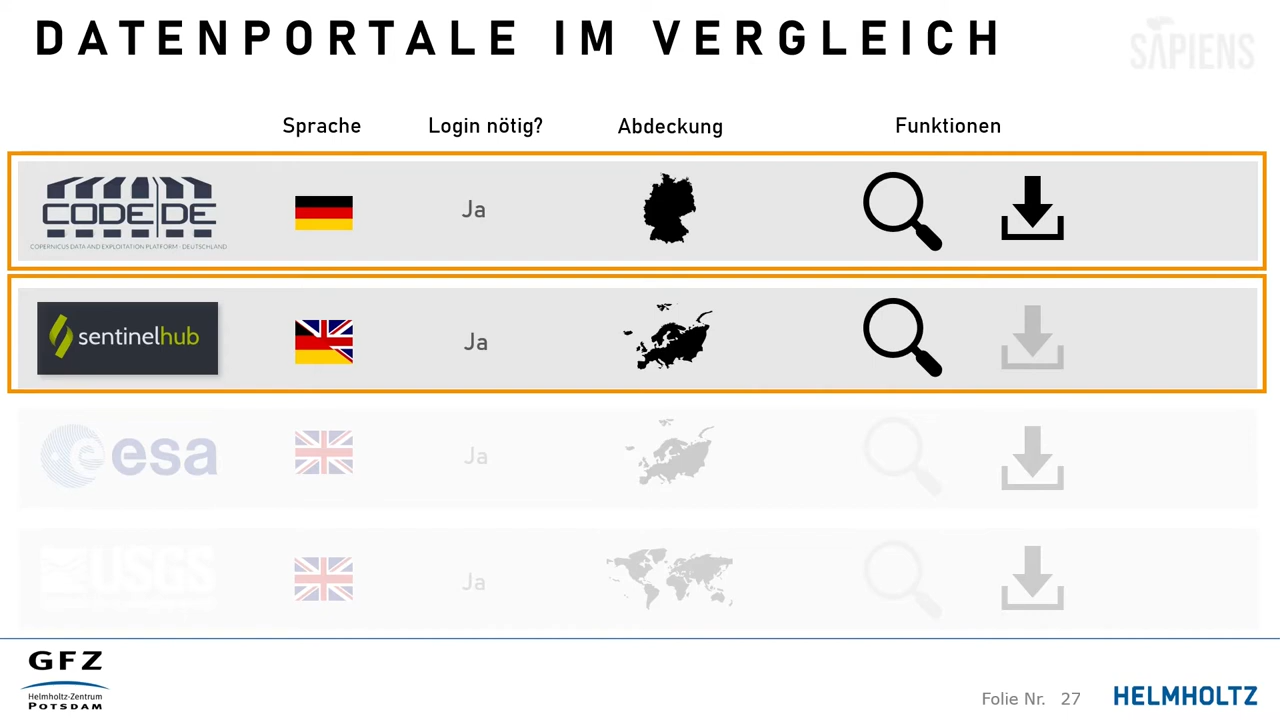 DATENPORTALE IM VERGLEICH
SAPIENS
Sprache Login nötig? Abdeckung Funktionen
CODE|DE
COPERNICUS DATA AND EXPLOITATION PLATFORM - DEUTSCHLAND
Ja
sentinelhub
Ja
esa
Ja
USGS
Ja
GFZ
Helmholtz-Zentrum
POTSDAM
Folie Nr. 27
HELMHOLTZ